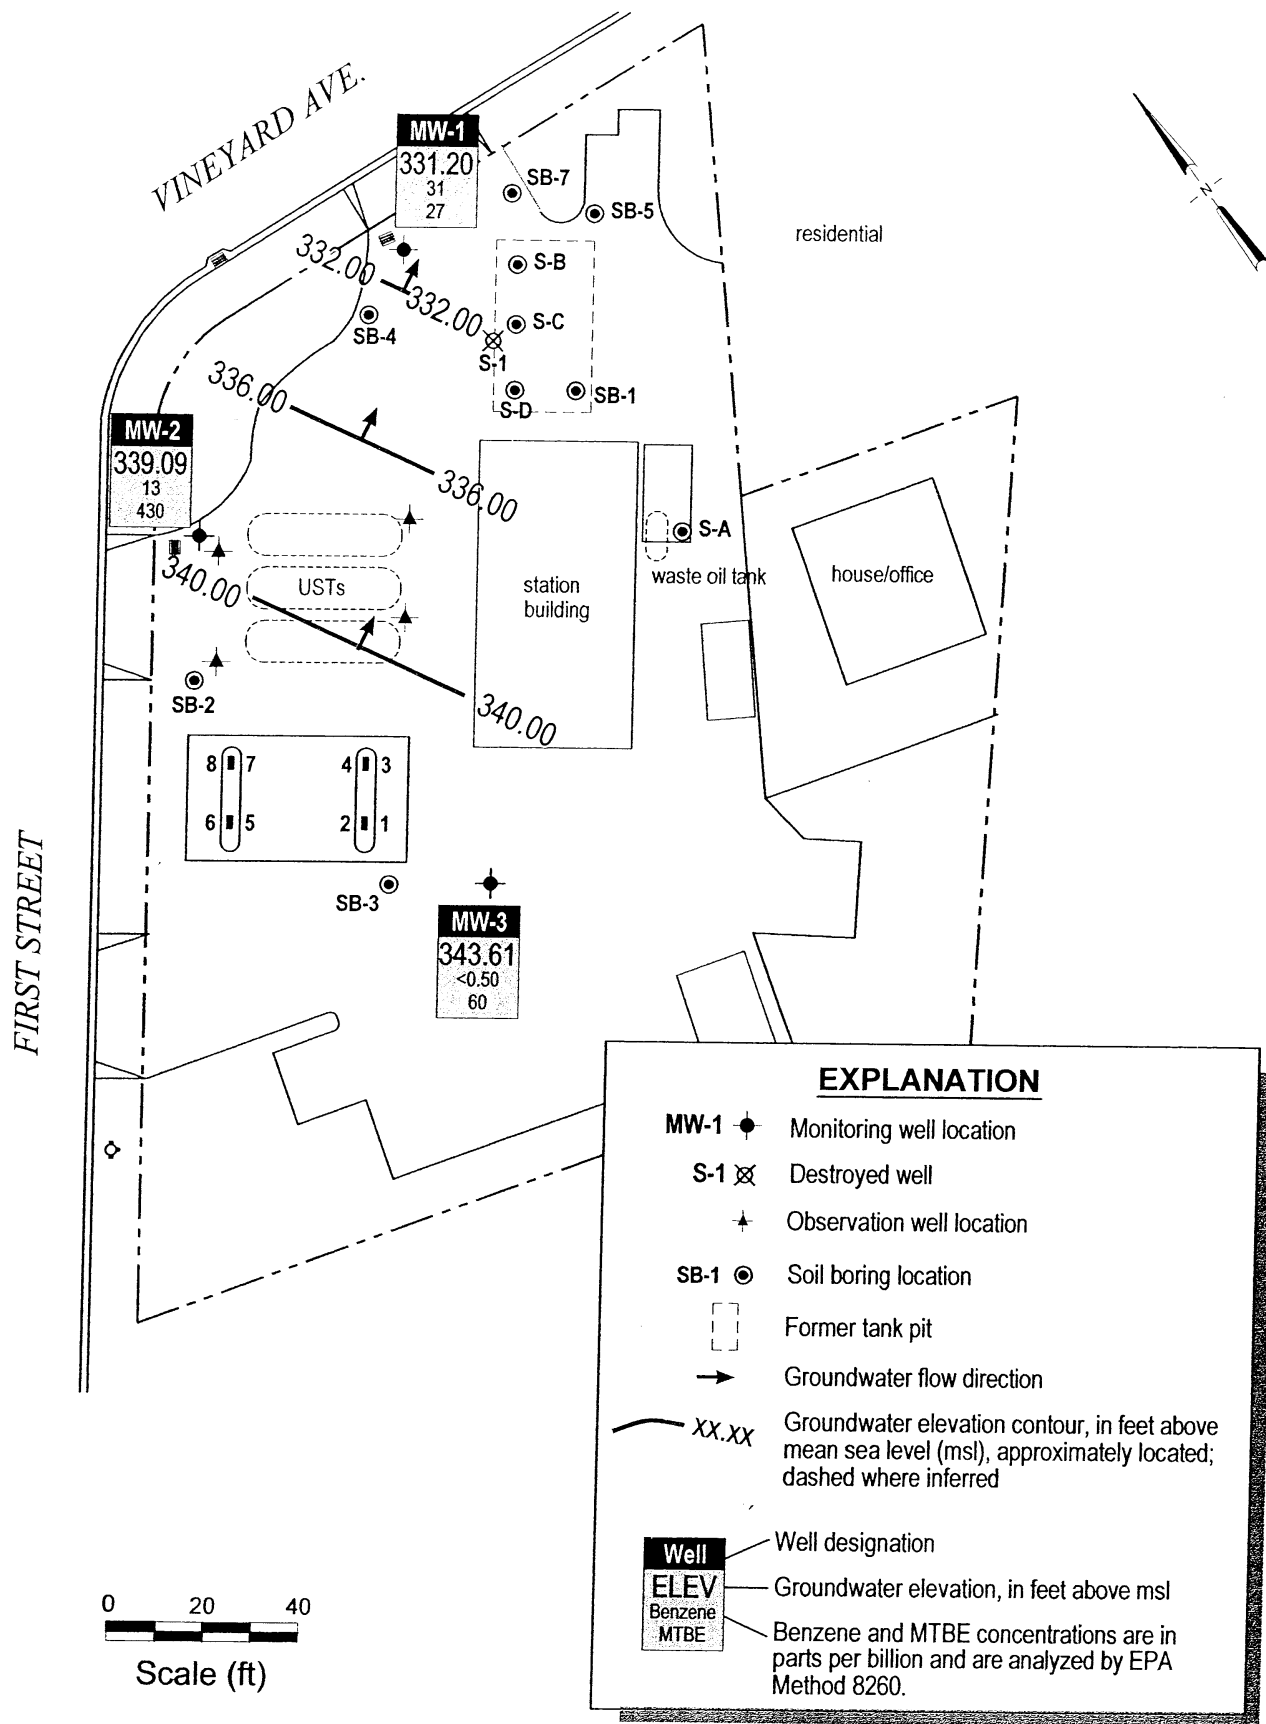 VINEYARD AVE.
MW-1
331.20
31
27
SB-7
SB-5
residential
N
S-B
332.00
332.00
S-C
SB-4
S-1
336.00
S-D
SB-1
MW-2
339.09
13
430
336.00
S-A
340.00
USTs
station
building
waste oil tank
house/office
SB-2
340.00
8 7
4 3
6 5
2 1
FIRST STREET
SB-3
MW-3
343.61
<0.50
60
EXPLANATION
MW-1 Monitoring well location
S-1 Destroyed well
Observation well location
SB-1 Soil boring location
Former tank pit
Groundwater flow direction
XX.XX Groundwater elevation contour, in feet above
mean sea level (msl), approximately located;
dashed where inferred
Well
ELEV
Benzene
MTBE
Well designation
Groundwater elevation, in feet above msl
Benzene and MTBE concentrations are in
parts per billion and are analyzed by EPA
Method 8260.
0 20 40
Scale (ft)